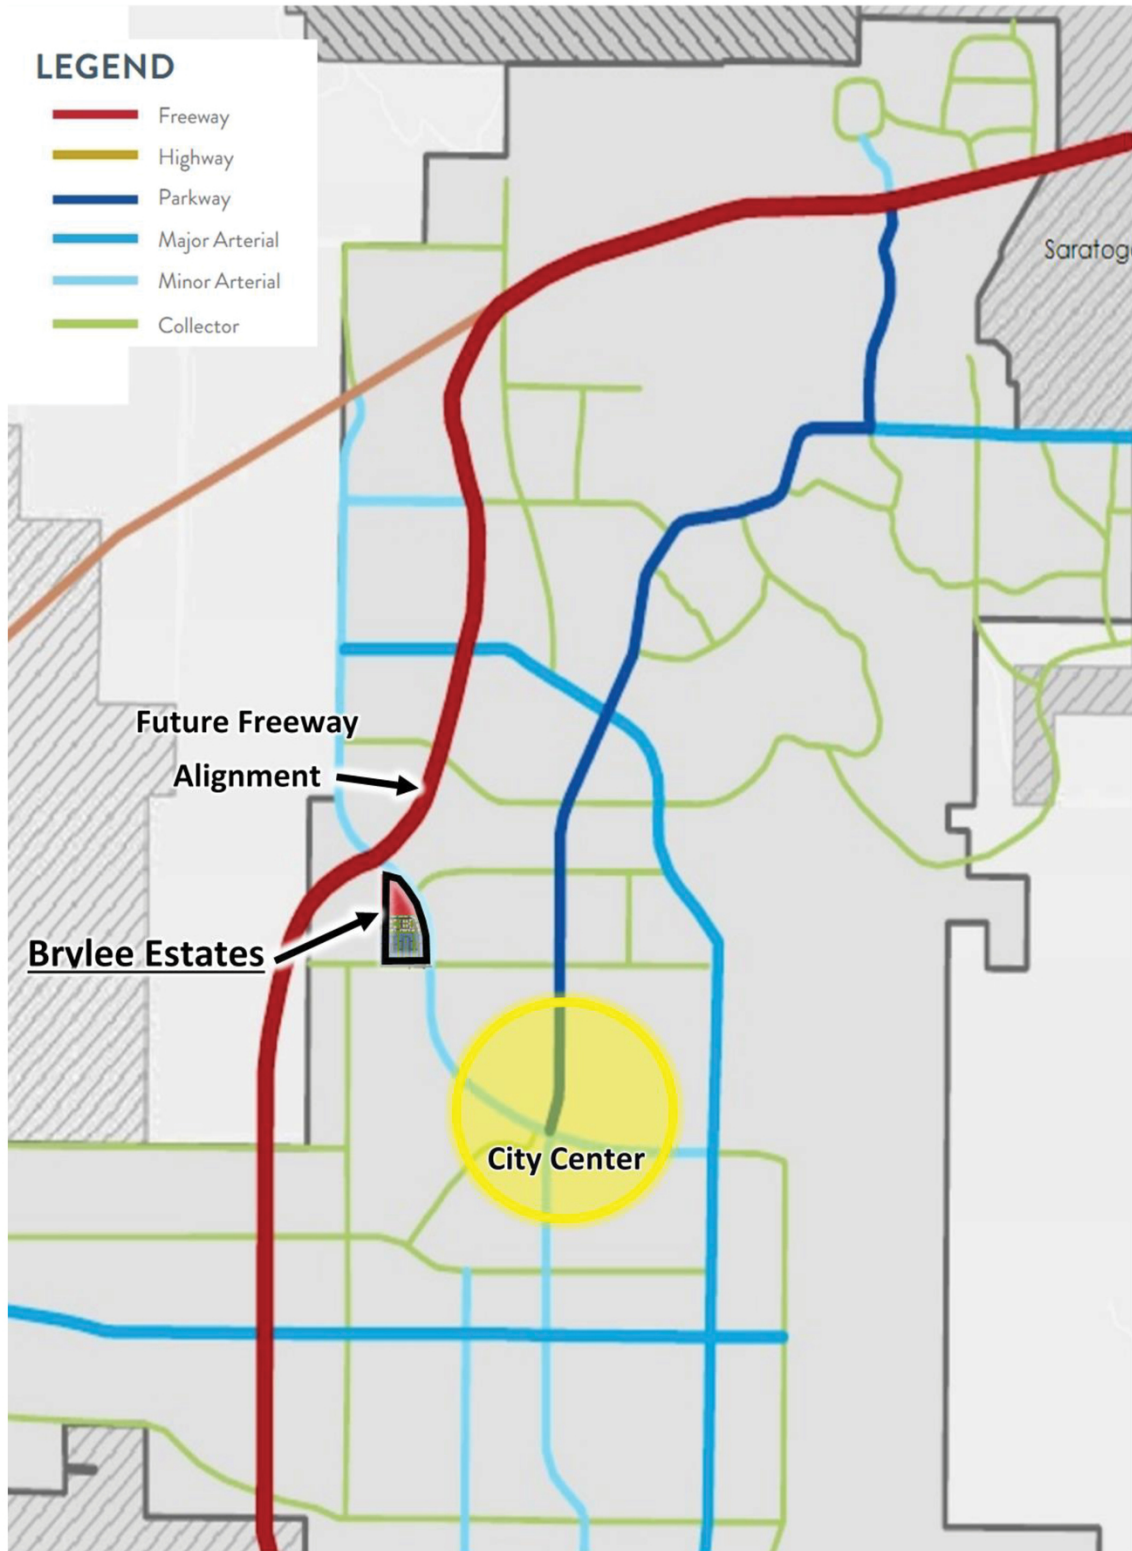 LEGEND
Freeway
Highway
Parkway
Major Arterial
Minor Arterial
Collector
Future Freeway
Alignment
Brylee Estates
City Center